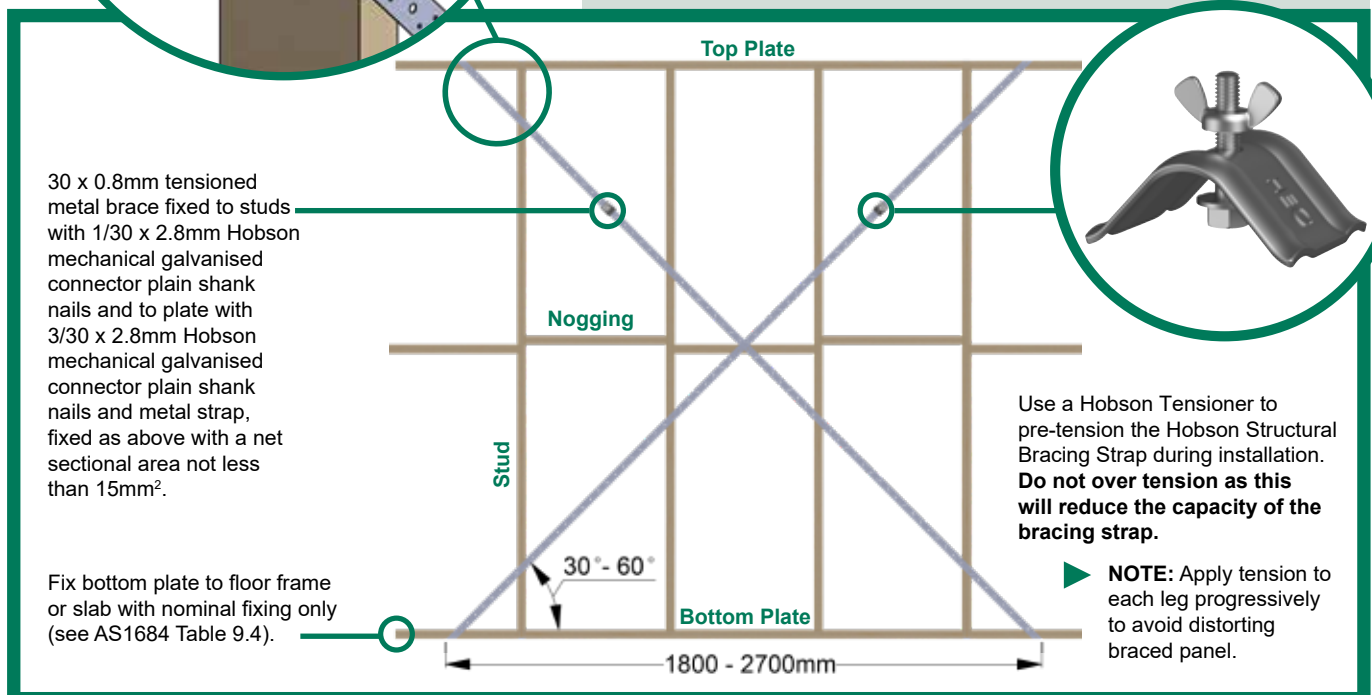 Top Plate
30 x 0.8mm tensioned
metal brace fixed to studs
with 1/30 x 2.8mm Hobson
mechanical galvanised
connector plain shank
nails and to plate with
3/30 x 2.8mm Hobson
mechanical galvanised
connector plain shank
nails and metal strap,
fixed as above with a net
sectional area not less
than 15mm².
Nogging
Stud
Use a Hobson Tensioner to
pre-tension the Hobson Structural
Bracing Strap during installation.
Do not over tension as this
will reduce the capacity of the
bracing strap.
NOTE: Apply tension to
each leg progressively
to avoid distorting
braced panel.
30°- 60°
Fix bottom plate to floor frame
or slab with nominal fixing only
(see AS1684 Table 9.4).
Bottom Plate
1800 - 2700mm